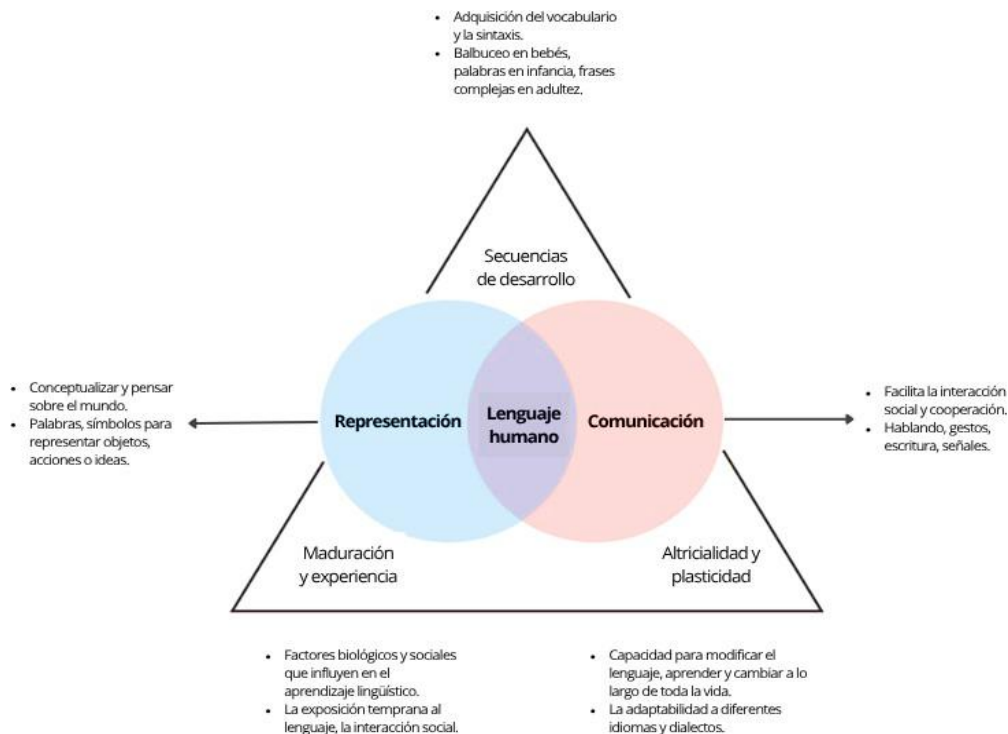 • Adquisición del vocabulario
y la sintaxis.
• Balbuceo en bebés,
palabras en infancia, frases
complejas en adultez.
Secuencias
de desarrollo
• Conceptualizar y pensar
sobre el mundo.
• Palabras, símbolos para
representar objetos,
acciones o ideas.
Representación
Lenguaje
humano
Comunicación
• Facilita la interacción
social y cooperación.
• Hablando, gestos,
escritura, señales.
Maduración
y experiencia
Altricialidad y
plasticidad
• Factores biológicos y sociales
que influyen en el
aprendizaje lingüístico.
• La exposición temprana al
lenguaje, la interacción social.
• Capacidad para modificar el
lenguaje, aprender y cambiar a lo
largo de toda la vida.
• La adaptabilidad a diferentes
idiomas y dialectos.